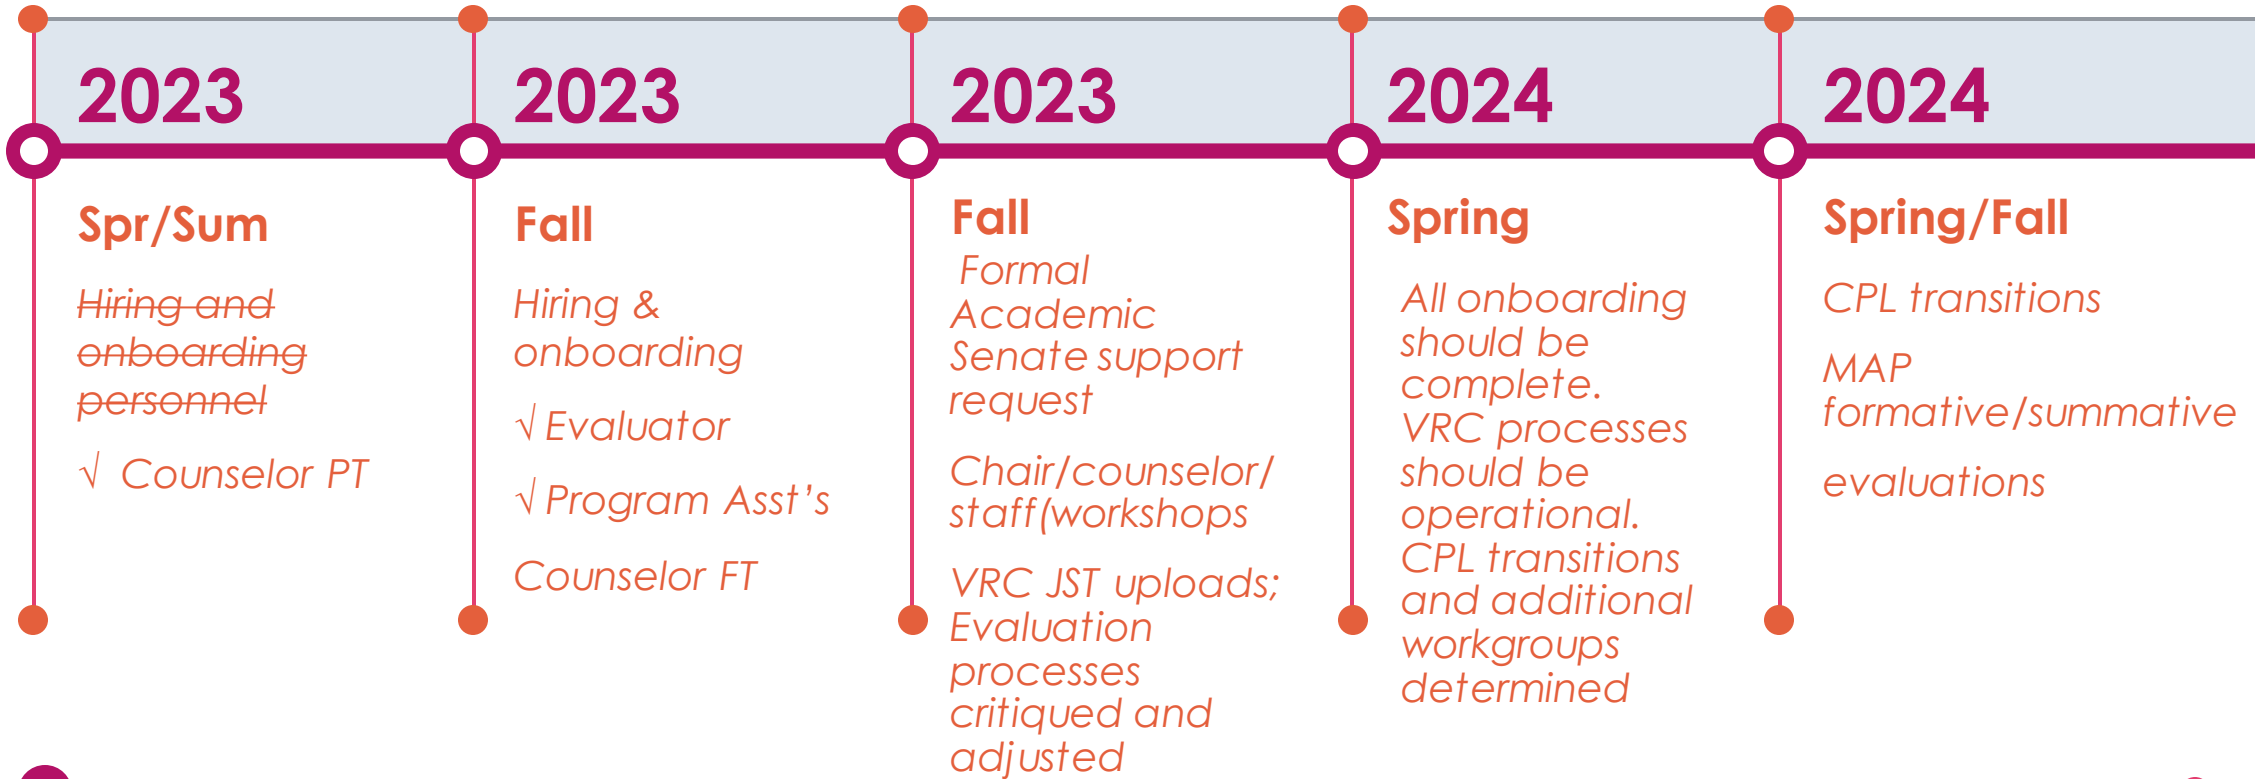 2023
Spr/Sum
Hiring and
onboarding
personnel
√ Counselor PT
2023
Fall
Hiring &
onboarding
√ Evaluator
√ Program Asst's
Counselor FT
2023
Fall
Formal
Academic
Senate support
request
Chair/counselor/
staff(workshops
VRC JST uploads;
Evaluation
processes
critiqued and
adjusted
2024
Spring
All onboarding
should be
complete.
VRC processes
should be
operational.
CPL transitions
and additional
workgroups
determined
2024
Spring/Fall
CPL transitions
MAP
formative/summative
evaluations